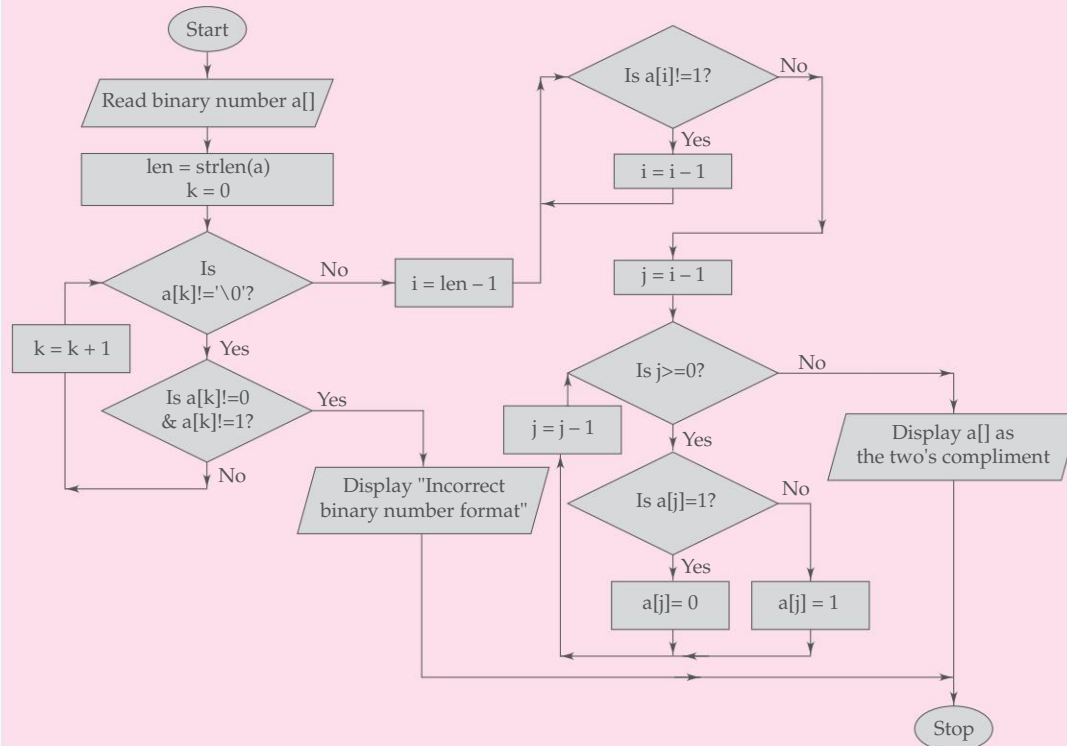 Start
Read binary number a[]
len = strlen(a)
k = 0
Is
a[k]!='\0'?
No
Yes
k = k + 1
Is a[k]!=0
& a[k]!=1?
Yes
No
Display "Incorrect
binary number format"
i = len – 1
Is a[i]!=1?
No
Yes
i = i – 1
j = i – 1
Is j>=0?
No
Yes
j = j – 1
Is a[j]=1?
No
Yes
a[j]= 0
a[j] = 1
Display a[] as
the two's compliment
Stop